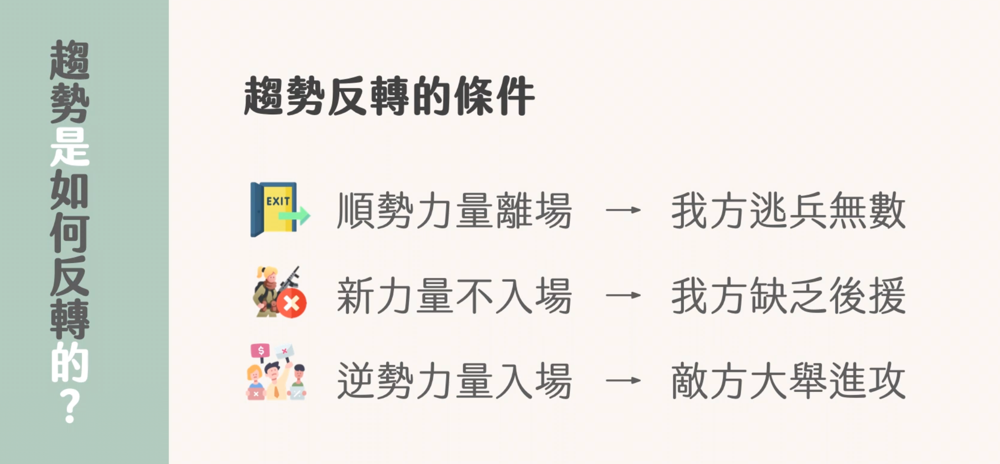 趨勢是如何反轉的?
趨勢反轉的條件
EXIT
順勢力量離場 → 我方逃兵無數
新力量不入場 → 我方缺乏後援
$
逆勢力量入場 → 敵方大舉進攻
%